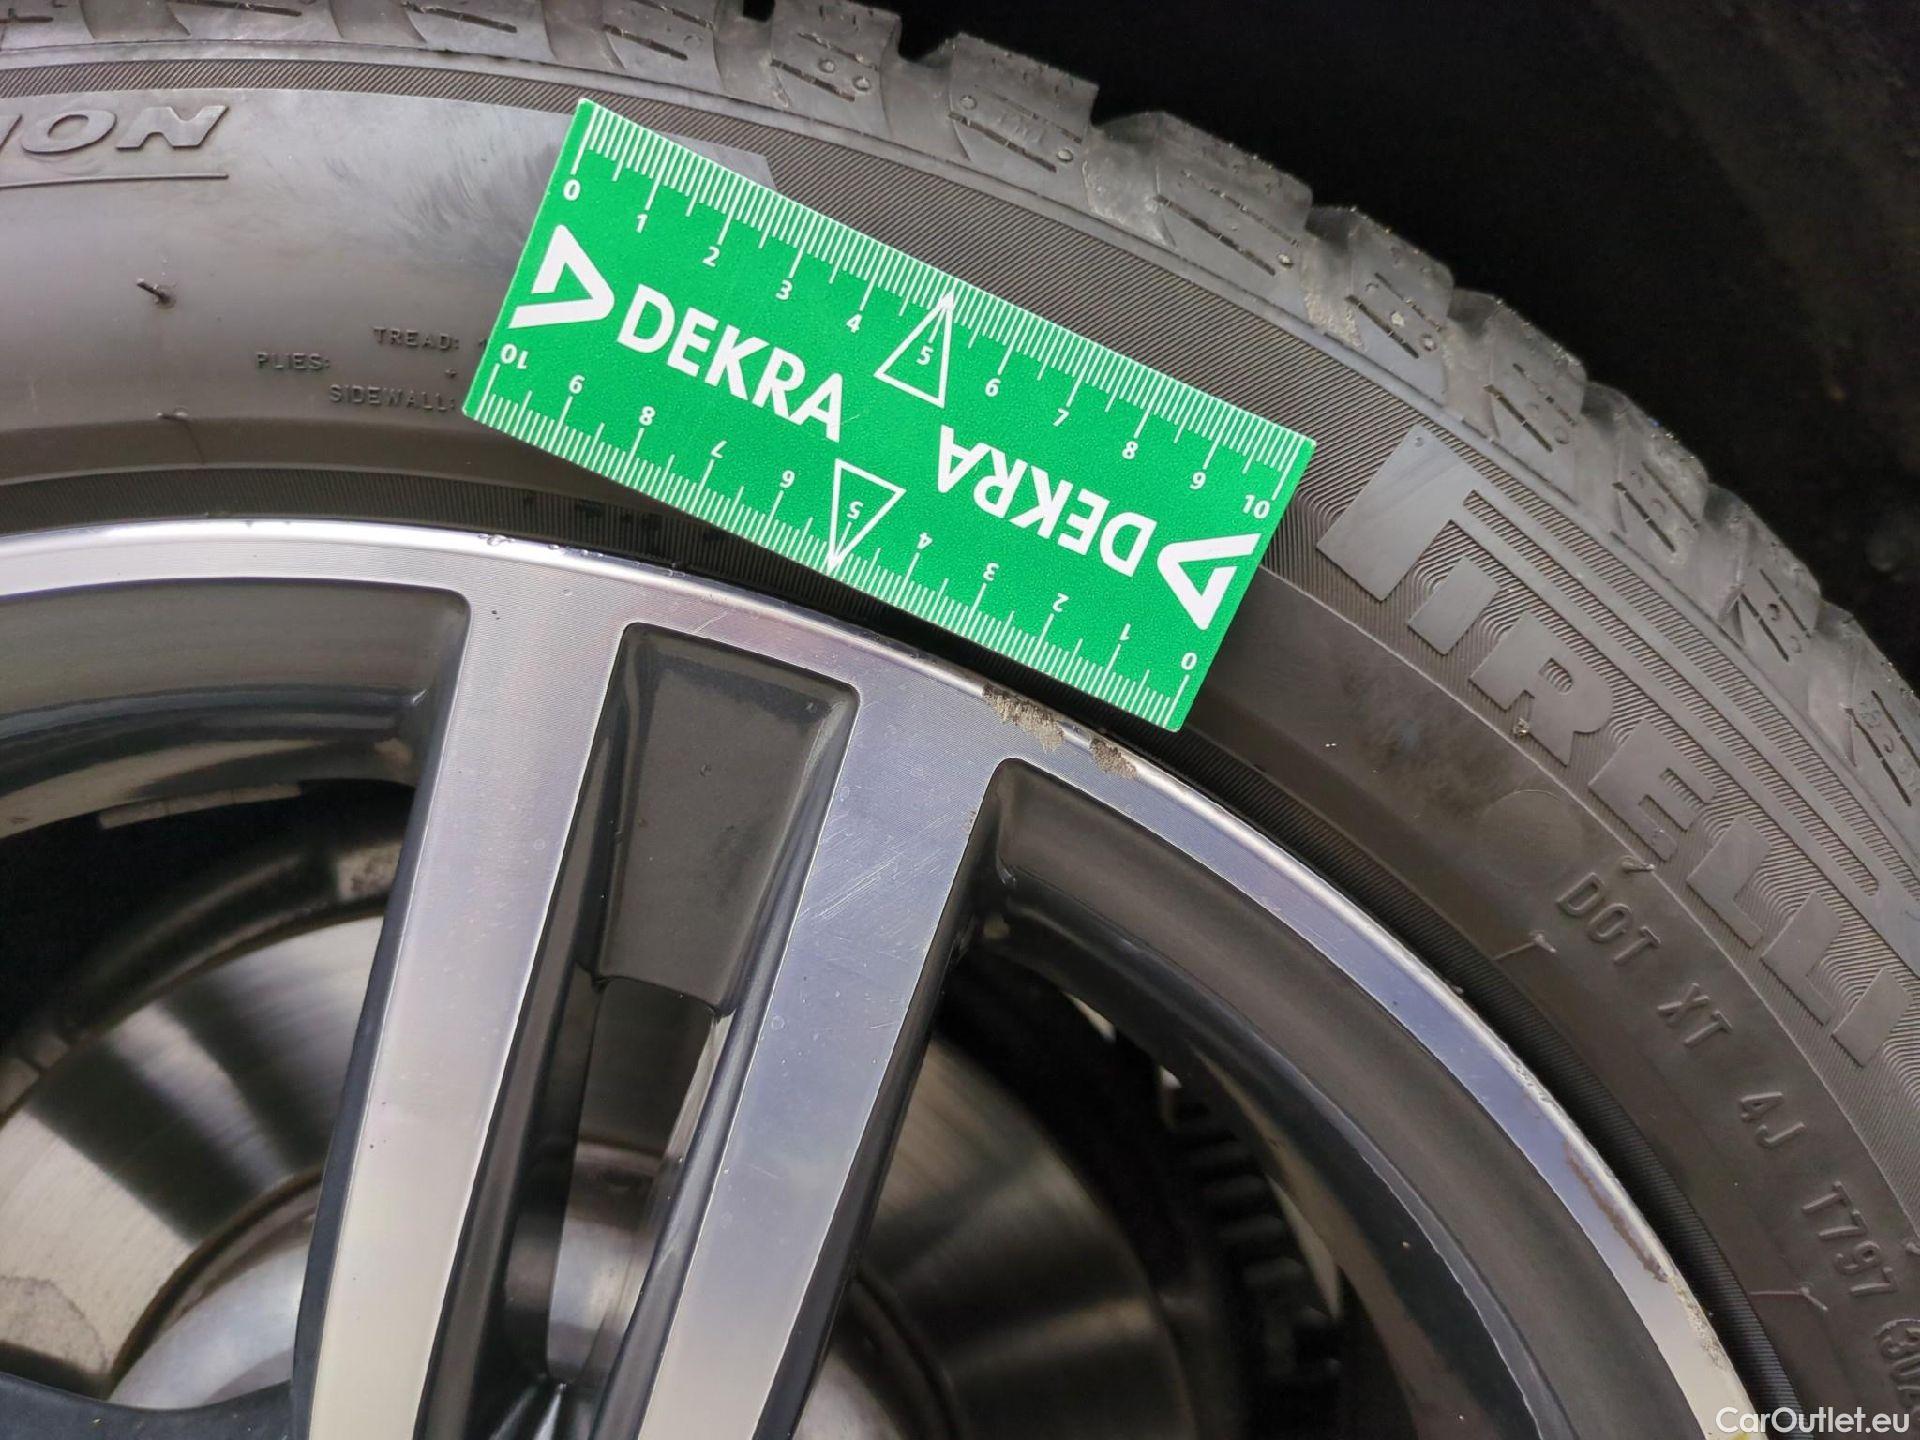 ION
0 1 2 3 4 5 6 7 8 9 10
DEKRA
DEKRA
10 9 8 7 6 5 4 3 2 1 0
TREAD:
PLIES:
SIDEWALL:
PIRELLI
DOT XT 4J T797
CarOutlet.eu